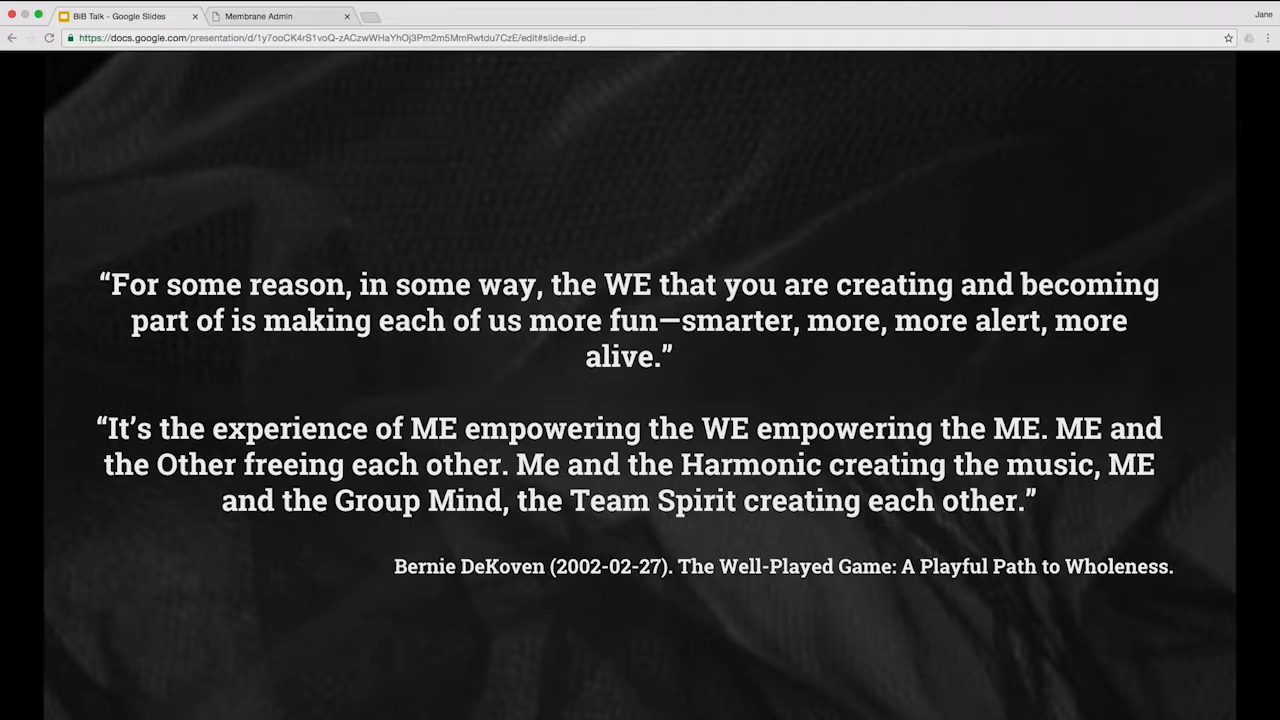 BiB Talk - Google Slides
Membrane Admin
Jane
https://docs.google.com/presentation/d/1y7ooCK4rS1voQ-zACzwWHaYhOj3Pm2m5MmRwtdu7CzE/edit#slide=id.p
“For some reason, in some way, the WE that you are creating and becoming
part of is making each of us more fun—smarter, more, more alert, more
alive.”
“It’s the experience of ME empowering the WE empowering the ME. ME and
the Other freeing each other. Me and the Harmonic creating the music, ME
and the Group Mind, the Team Spirit creating each other.”
Bernie DeKoven (2002-02-27). The Well-Played Game: A Playful Path to Wholeness.